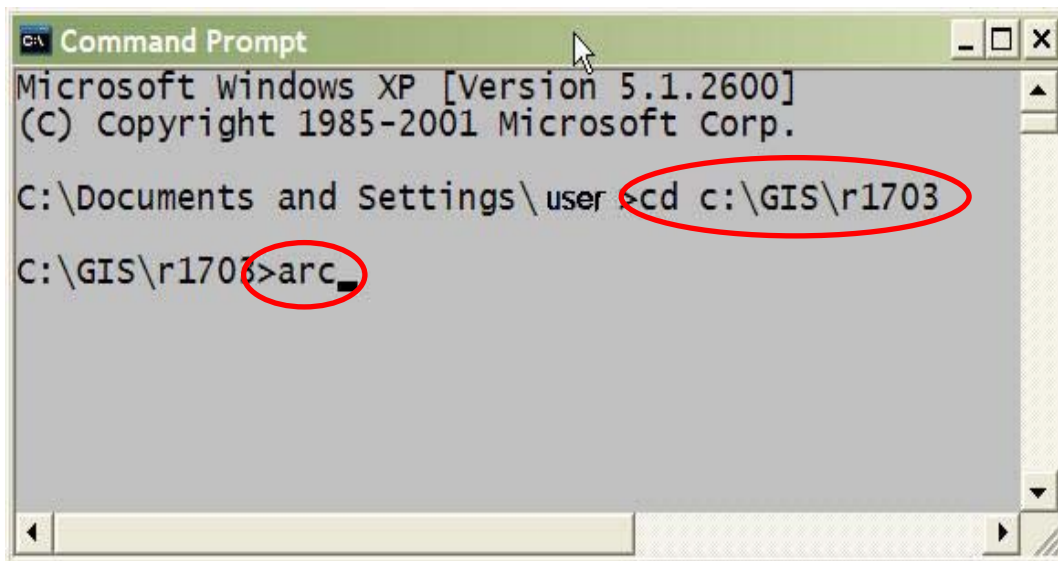 Command Prompt
Microsoft Windows XP [Version 5.1.2600]
(C) Copyright 1985-2001 Microsoft Corp.
C:\Documents and Settings\ user >cd c:\GIS\r1703
C:\GIS\r1703>arc_